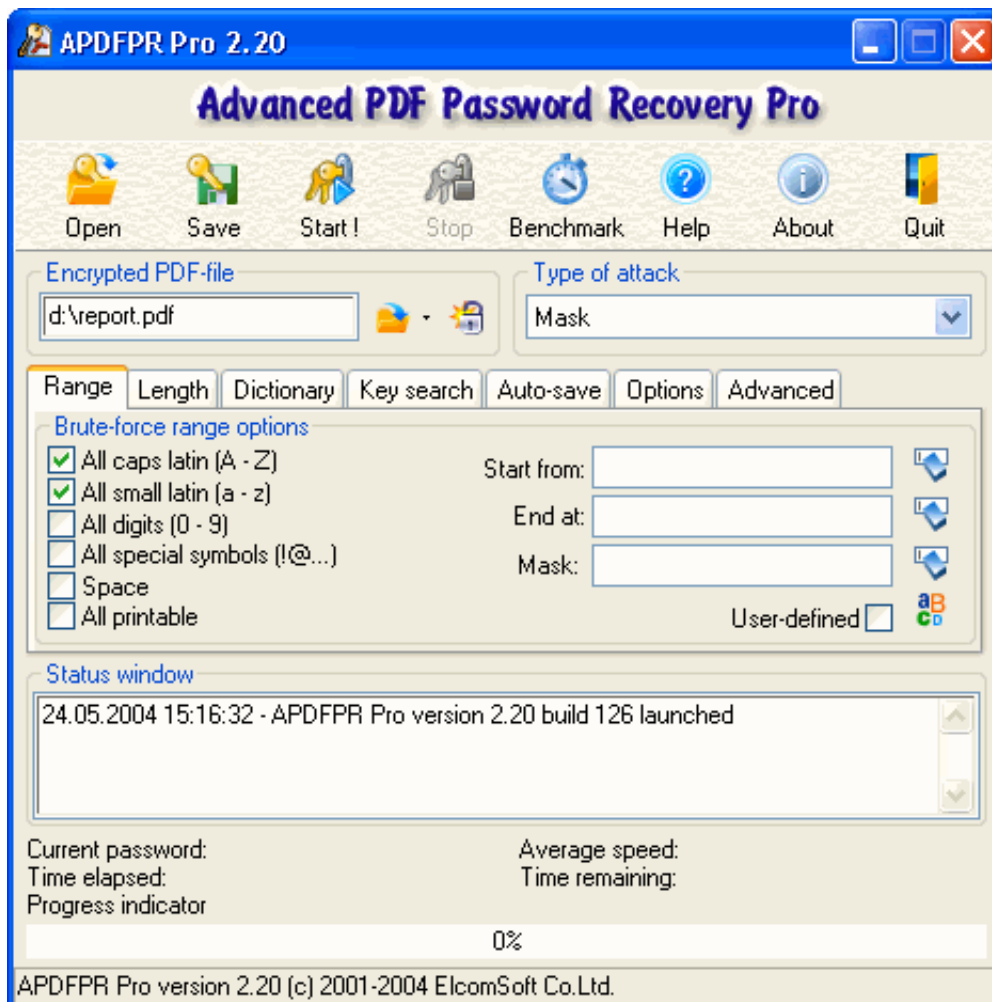 APDFPR Pro 2.20
Advanced PDF Password Recovery Pro
Open Save Start ! Stop Benchmark Help About Quit
Encrypted PDF-file Type of attack
d:\report.pdf Mask
Range Length Dictionary Key search Auto-save Options Advanced
Brute-force range options
All caps latin (A - Z)
All small latin (a - z)
All digits (0 - 9)
All special symbols (!@...)
Space
All printable
Start from:
End at:
Mask:
User-defined
aBCD
Status window
24.05.2004 15:16:32 - APDFPR Pro version 2.20 build 126 launched
Current password: Average speed:
Time elapsed: Time remaining:
Progress indicator
0%
APDFPR Pro version 2.20 (c) 2001-2004 ElcomSoft Co.Ltd.